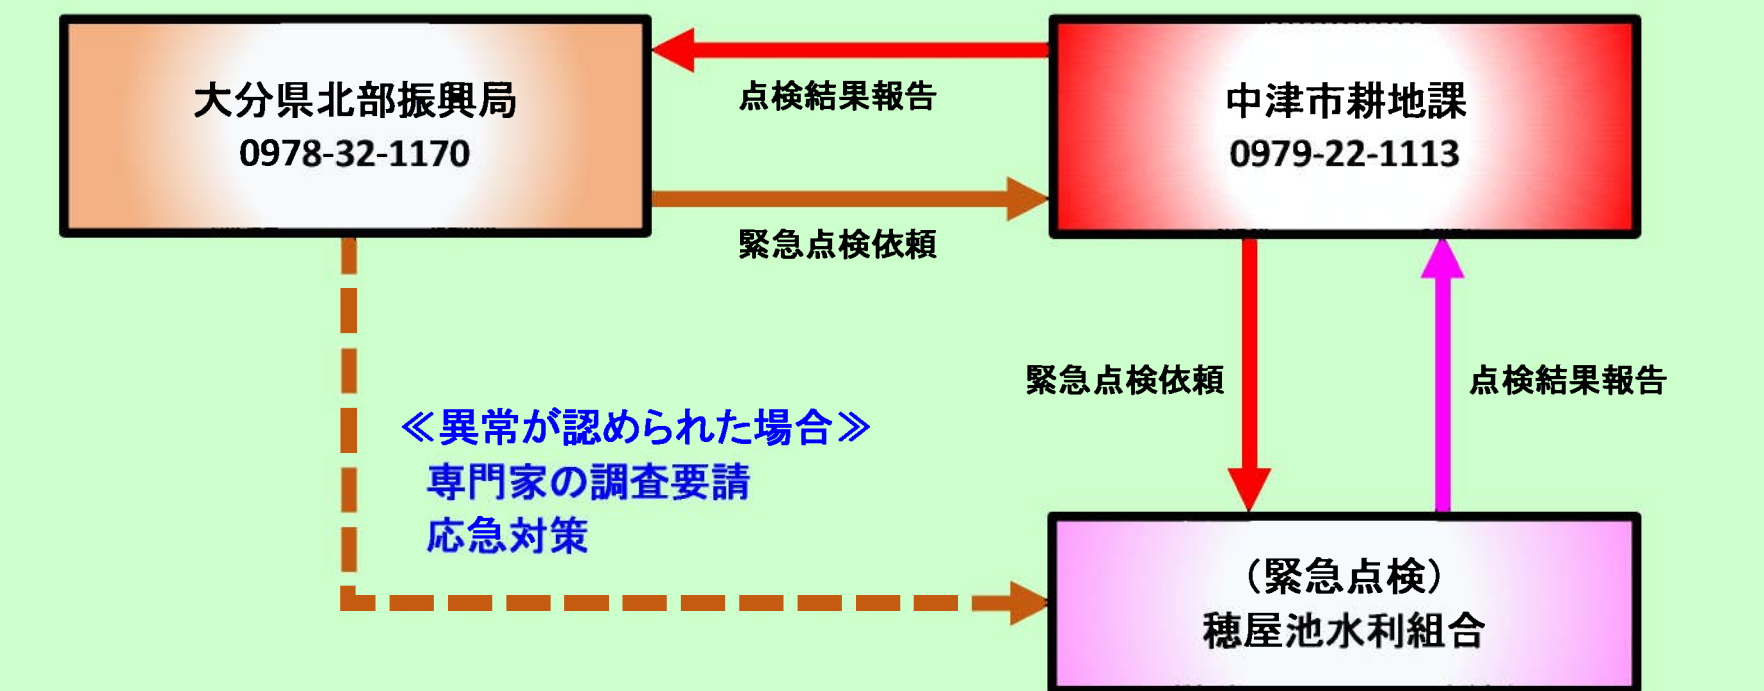 大分県北部振興局
0978-32-1170
点検結果報告
中津市耕地課
0979-22-1113
緊急点検依頼
緊急点検依頼
点検結果報告
≪異常が認められた場合≫
専門家の調査要請
応急対策
（緊急点検）
穂屋池水利組合